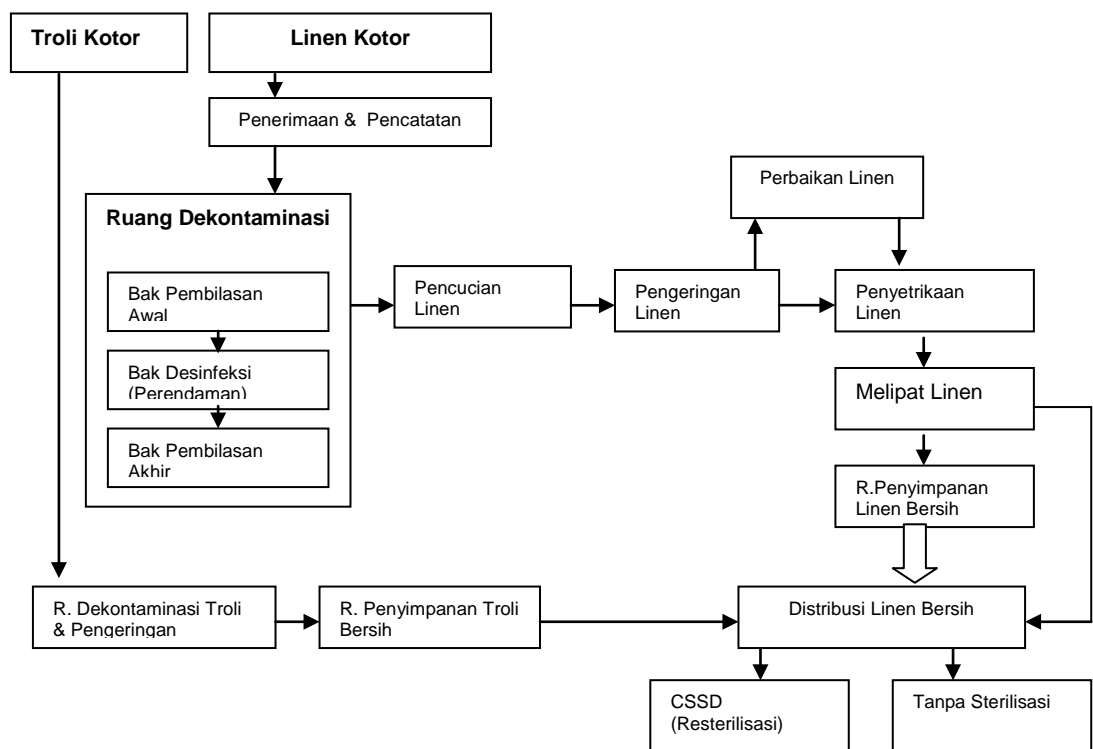 Troli Kotor
Linen Kotor
Penerimaan & Pencatatan
Ruang Dekontaminasi
Bak Pembilasan
Awal
Bak Desinfeksi
(Perendaman)
Bak Pembilasan
Akhir
Pencucian
Linen
Pengeringan
Linen
Perbaikan Linen
Penyetrikaan
Linen
Melipat Linen
R.Penyimpanan
Linen Bersih
R. Dekontaminasi Troli
& Pengeringan
R. Penyimpanan Troli
Bersih
Distribusi Linen Bersih
CSSD
(Resterilisasi)
Tanpa Sterilisasi